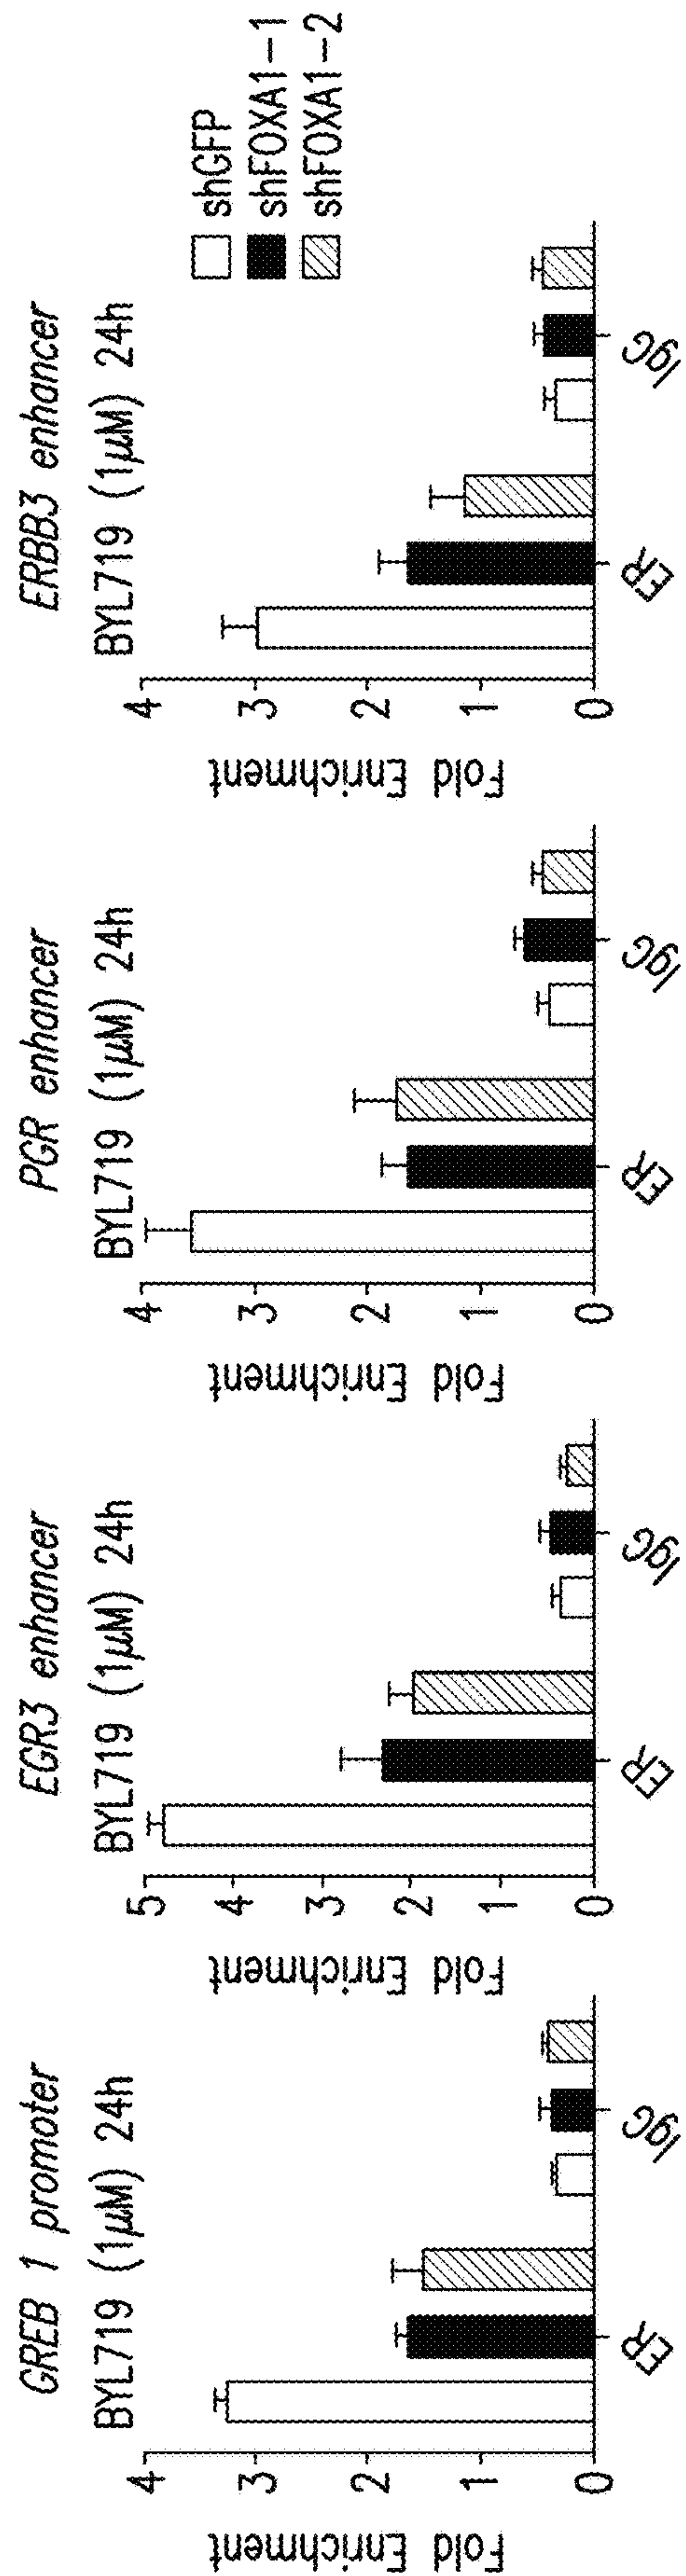 GREB 1 promoter
BYL719 (1μM) 24h
Fold Enrichment
4
3
2
1
0
ER
IgG
EGR3 enhancer
BYL719 (1μM) 24h
Fold Enrichment
5
4
3
2
1
0
ER
IgG
PGR enhancer
BYL719 (1μM) 24h
Fold Enrichment
4
3
2
1
0
ER
IgG
ERBB3 enhancer
BYL719 (1μM) 24h
Fold Enrichment
4
3
2
1
0
ER
IgG
shGFP
shFOXA1-1
shFOXA1-2